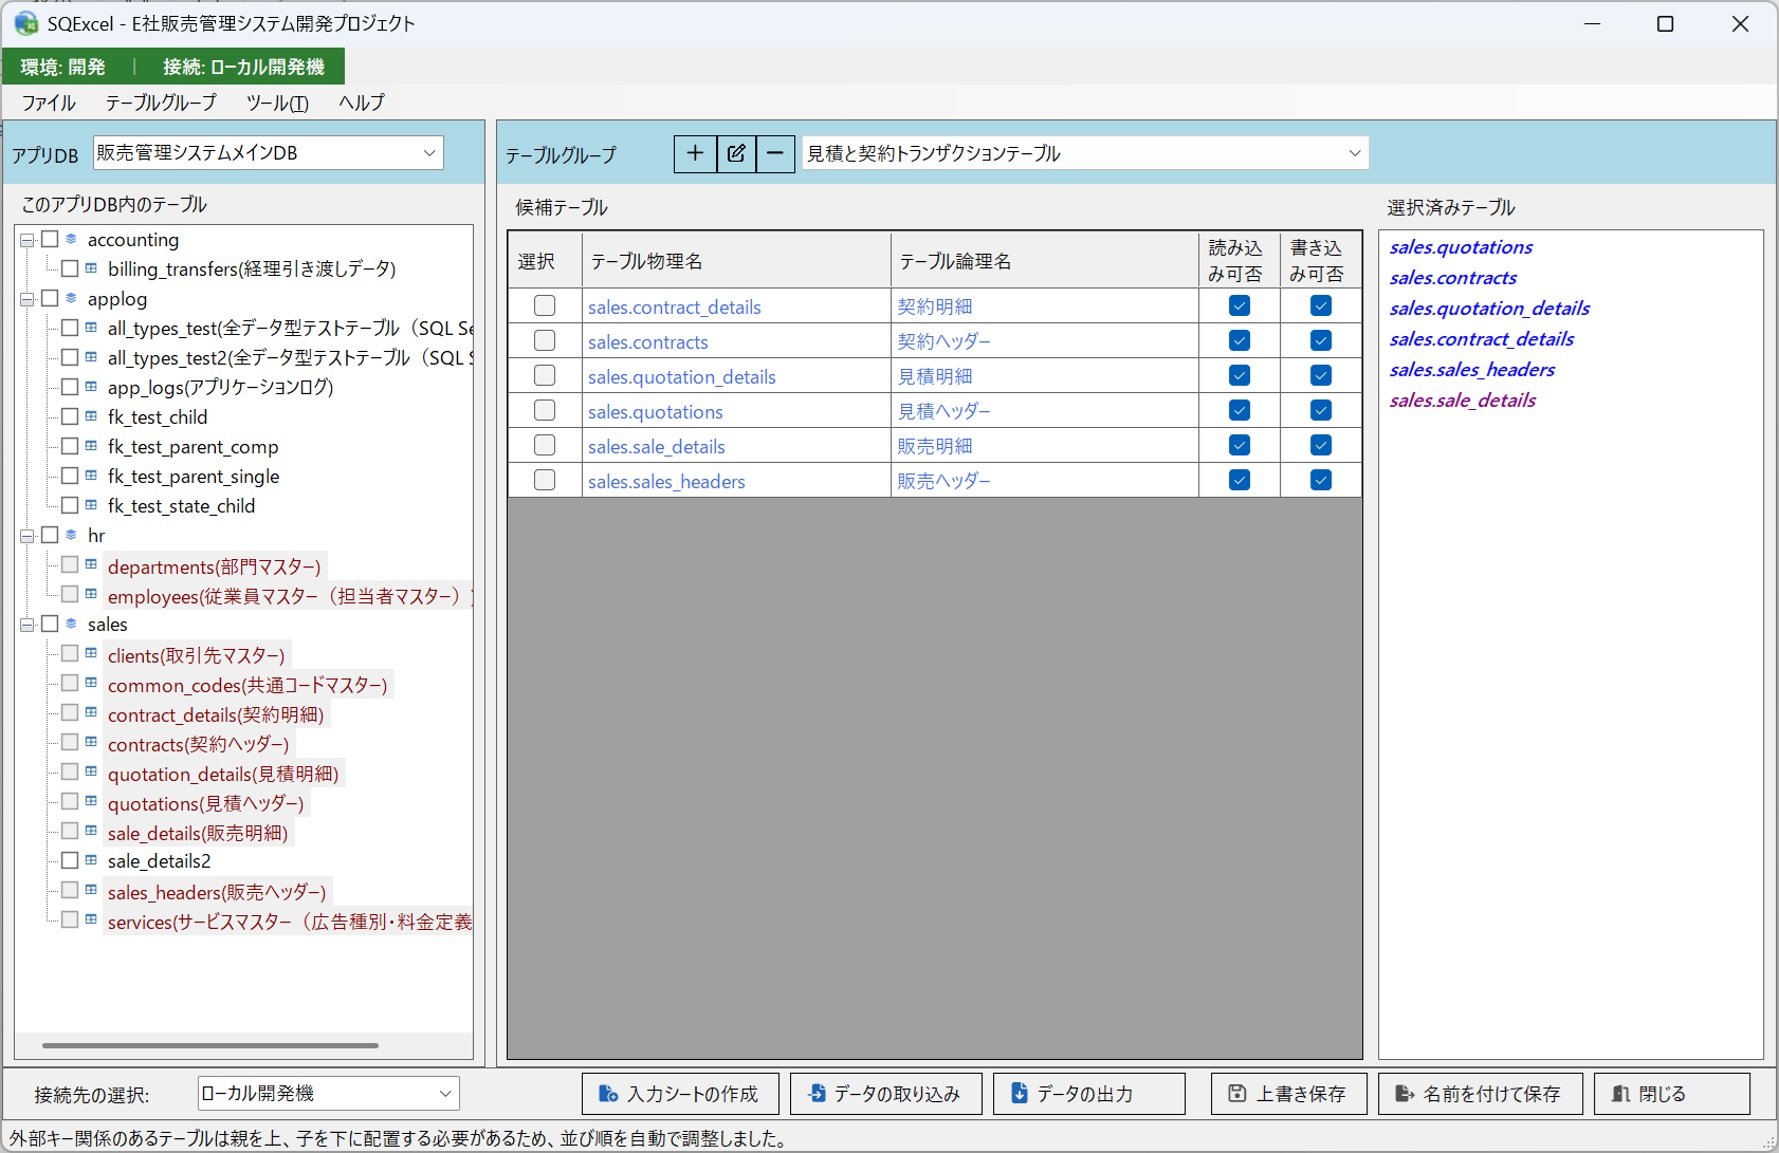 SQExcel - E社販売管理システム開発プロジェクト
環境: 開発 | 接続: ローカル開発機
ファイル テーブルグループ ツール(T) ヘルプ
アプリDB 販売管理システムメインDB
このアプリDB内のテーブル
accounting
billing_transfers(経理引き渡しデータ)
applog
all_types_test(全データ型テストテーブル（SQL Se
all_types_test2(全データ型テストテーブル（SQL S
app_logs(アプリケーションログ)
fk_test_child
fk_test_parent_comp
fk_test_parent_single
fk_test_state_child
hr
departments(部門マスター)
employees(従業員マスター（担当者マスター）)
sales
clients(取引先マスター)
common_codes(共通コードマスター)
contract_details(契約明細)
contracts(契約ヘッダー)
quotation_details(見積明細)
quotations(見積ヘッダー)
sale_details(販売明細)
sale_details2
sales_headers(販売ヘッダー)
services(サービスマスター（広告種別・料金定義
テーブルグループ 見積と契約トランザクションテーブル
候補テーブル
選択 テーブル物理名 テーブル論理名 読み込み可否 書き込み可否
sales.contract_details 契約明細
sales.contracts 契約ヘッダー
sales.quotation_details 見積明細
sales.quotations 見積ヘッダー
sales.sale_details 販売明細
sales.sales_headers 販売ヘッダー
選択済みテーブル
sales.quotations
sales.contracts
sales.quotation_details
sales.contract_details
sales.sales_headers
sales.sale_details
接続先の選択: ローカル開発機
入力シートの作成 データの取り込み データの出力 上書き保存 名前を付けて保存 閉じる
外部キー関係のあるテーブルは親を上、子を下に配置する必要があるため、並び順を自動で調整しました。